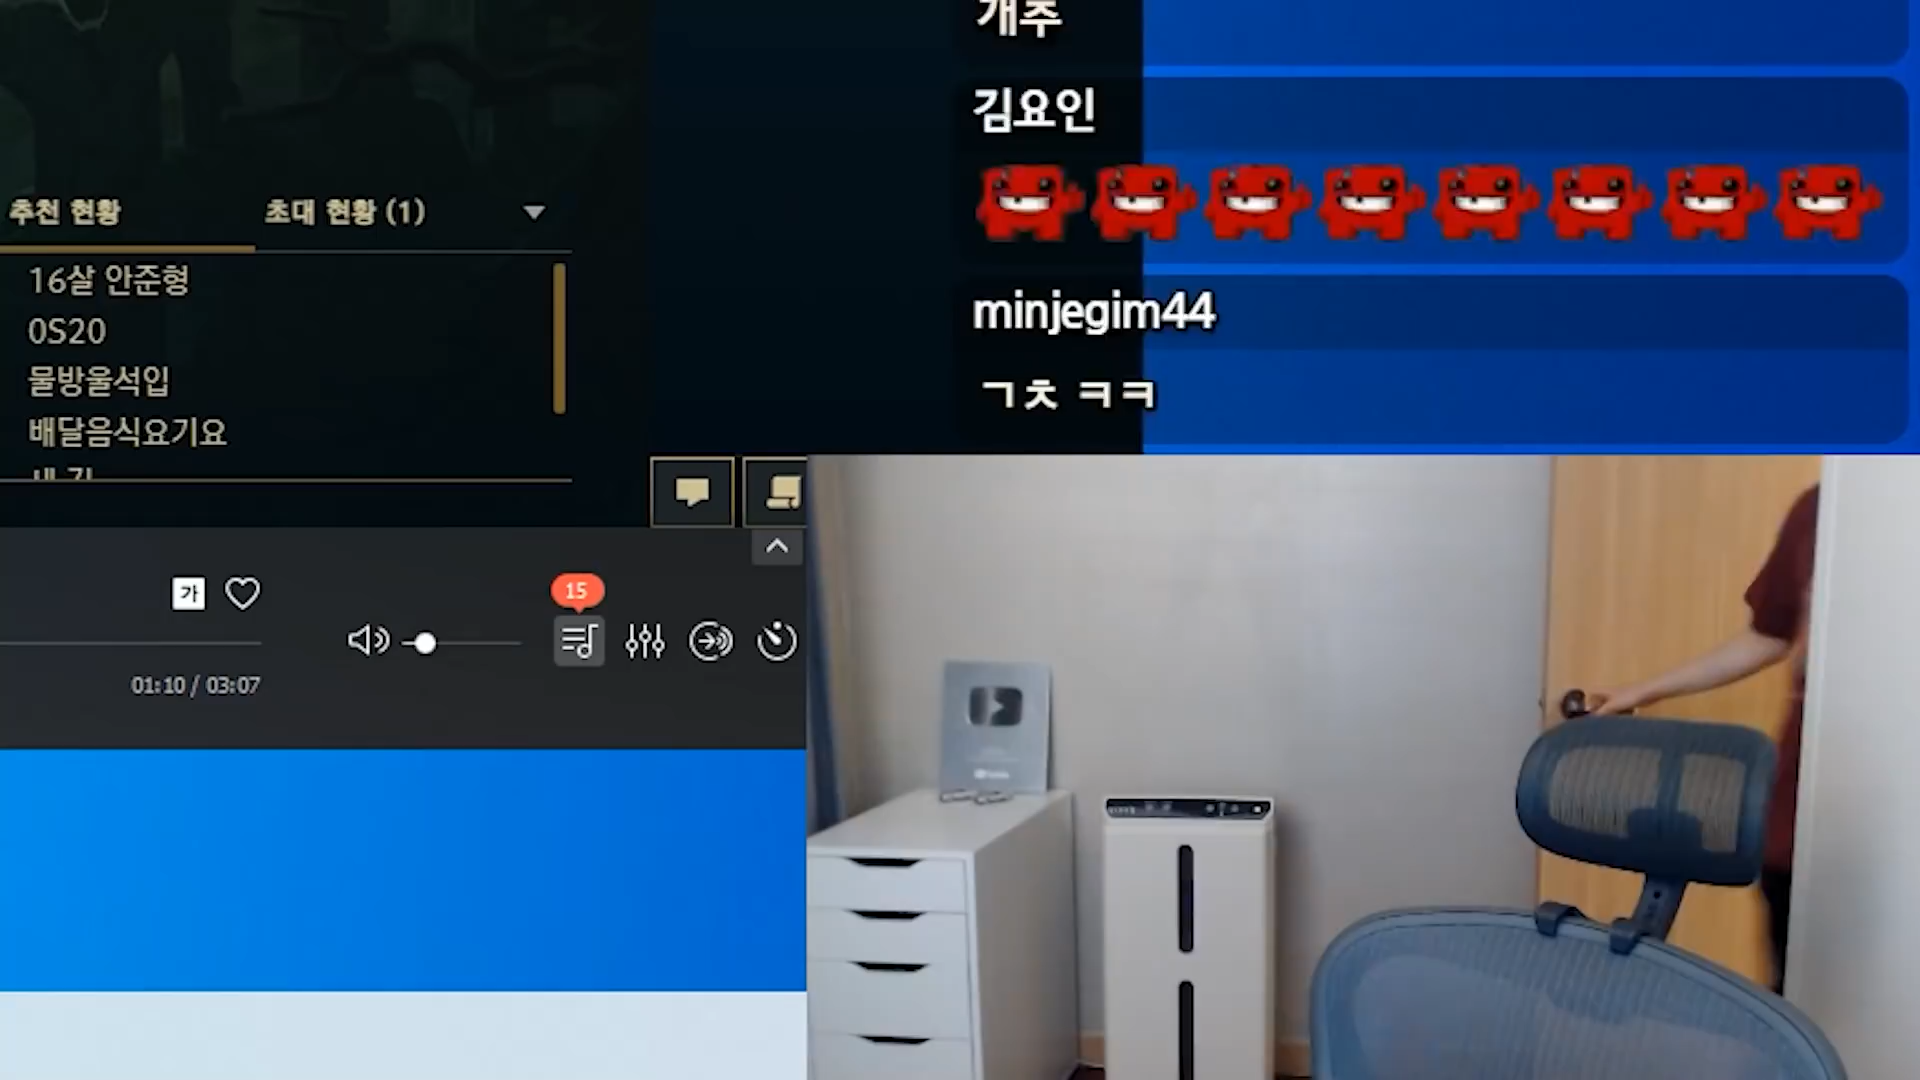 추천 현황
초대 현황 (1)
16살 안준형
0S20
물방울석입
배달음식요기요
가
15
01:10 / 03:07
개추
김요인
minjegim44
ㄱㅊ ㅋㅋ